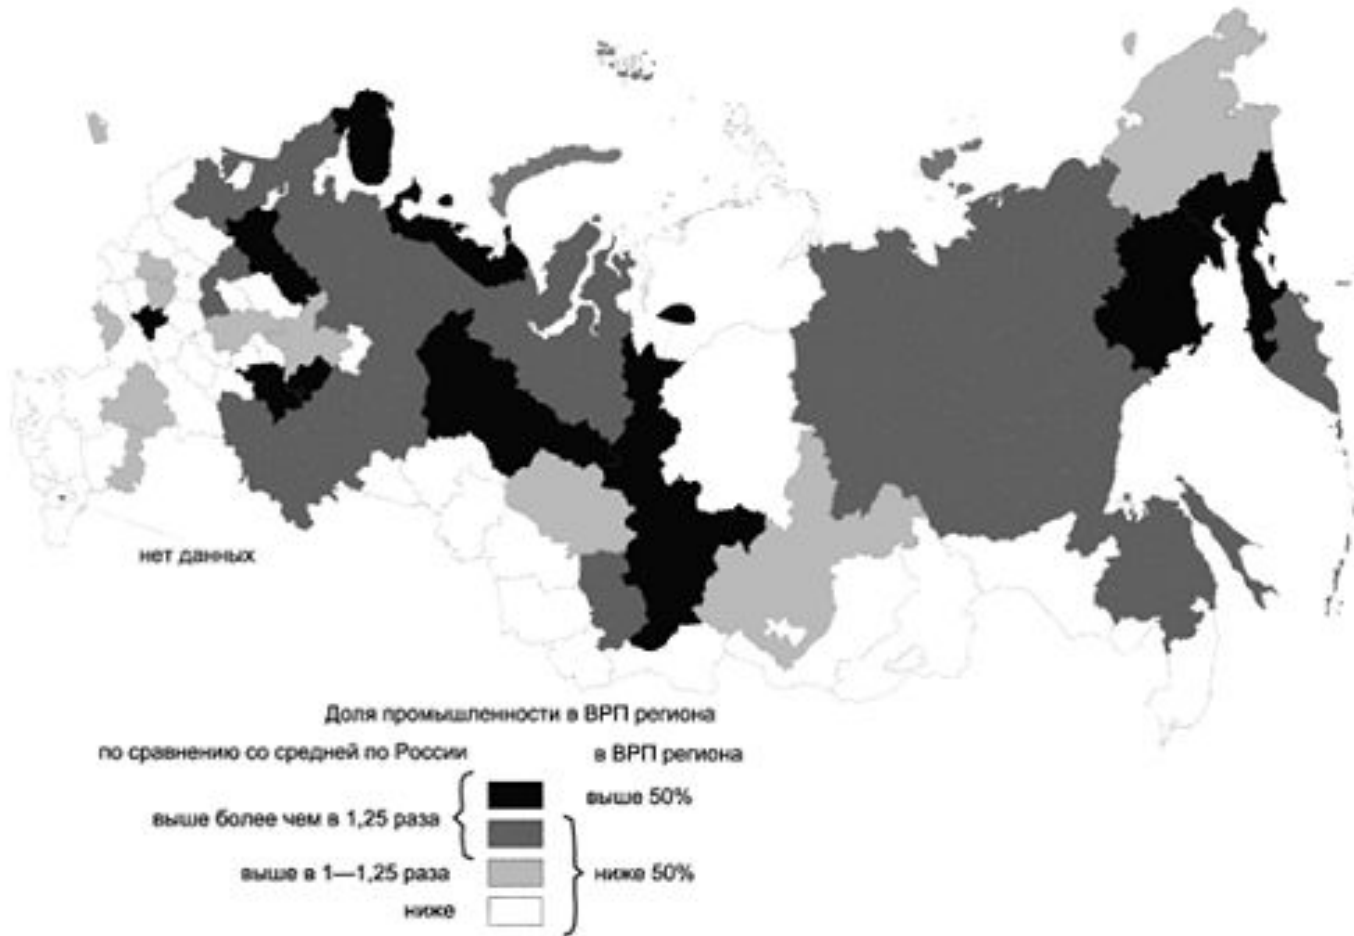 нет данных
Доля промышленности в ВРП региона
по сравнению со средней по России
в ВРП региона
выше 50%
выше более чем в 1,25 раза
выше в 1—1,25 раза
ниже 50%
ниже